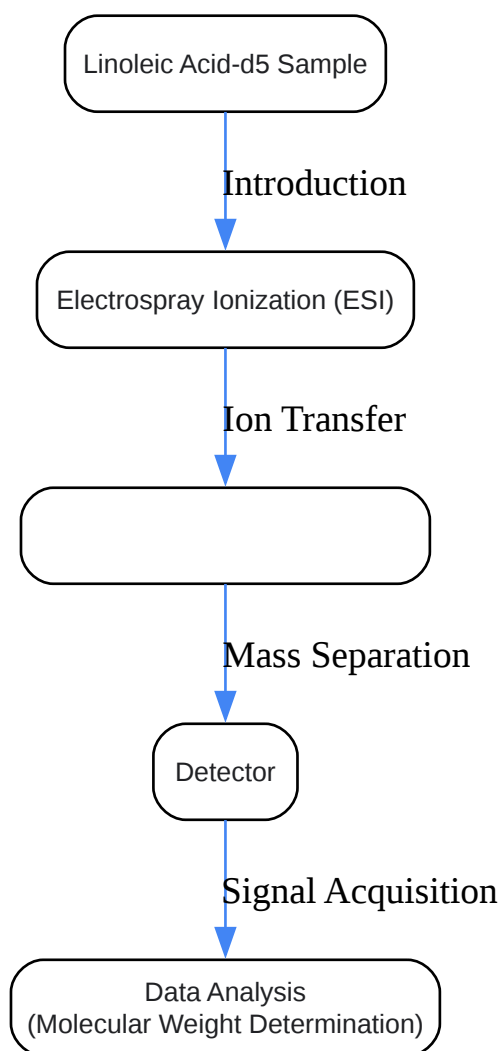 Linoleic Acid-d5 Sample
Introduction
Electrospray Ionization (ESI)
Ion Transfer
Mass Separation
Detector
Signal Acquisition
Data Analysis
(Molecular Weight Determination)